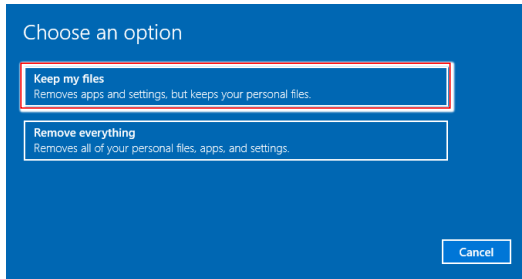 Choose an option
Keep my files
Removes apps and settings, but keeps your personal files.
Remove everything
Removes all of your personal files, apps, and settings.
Cancel